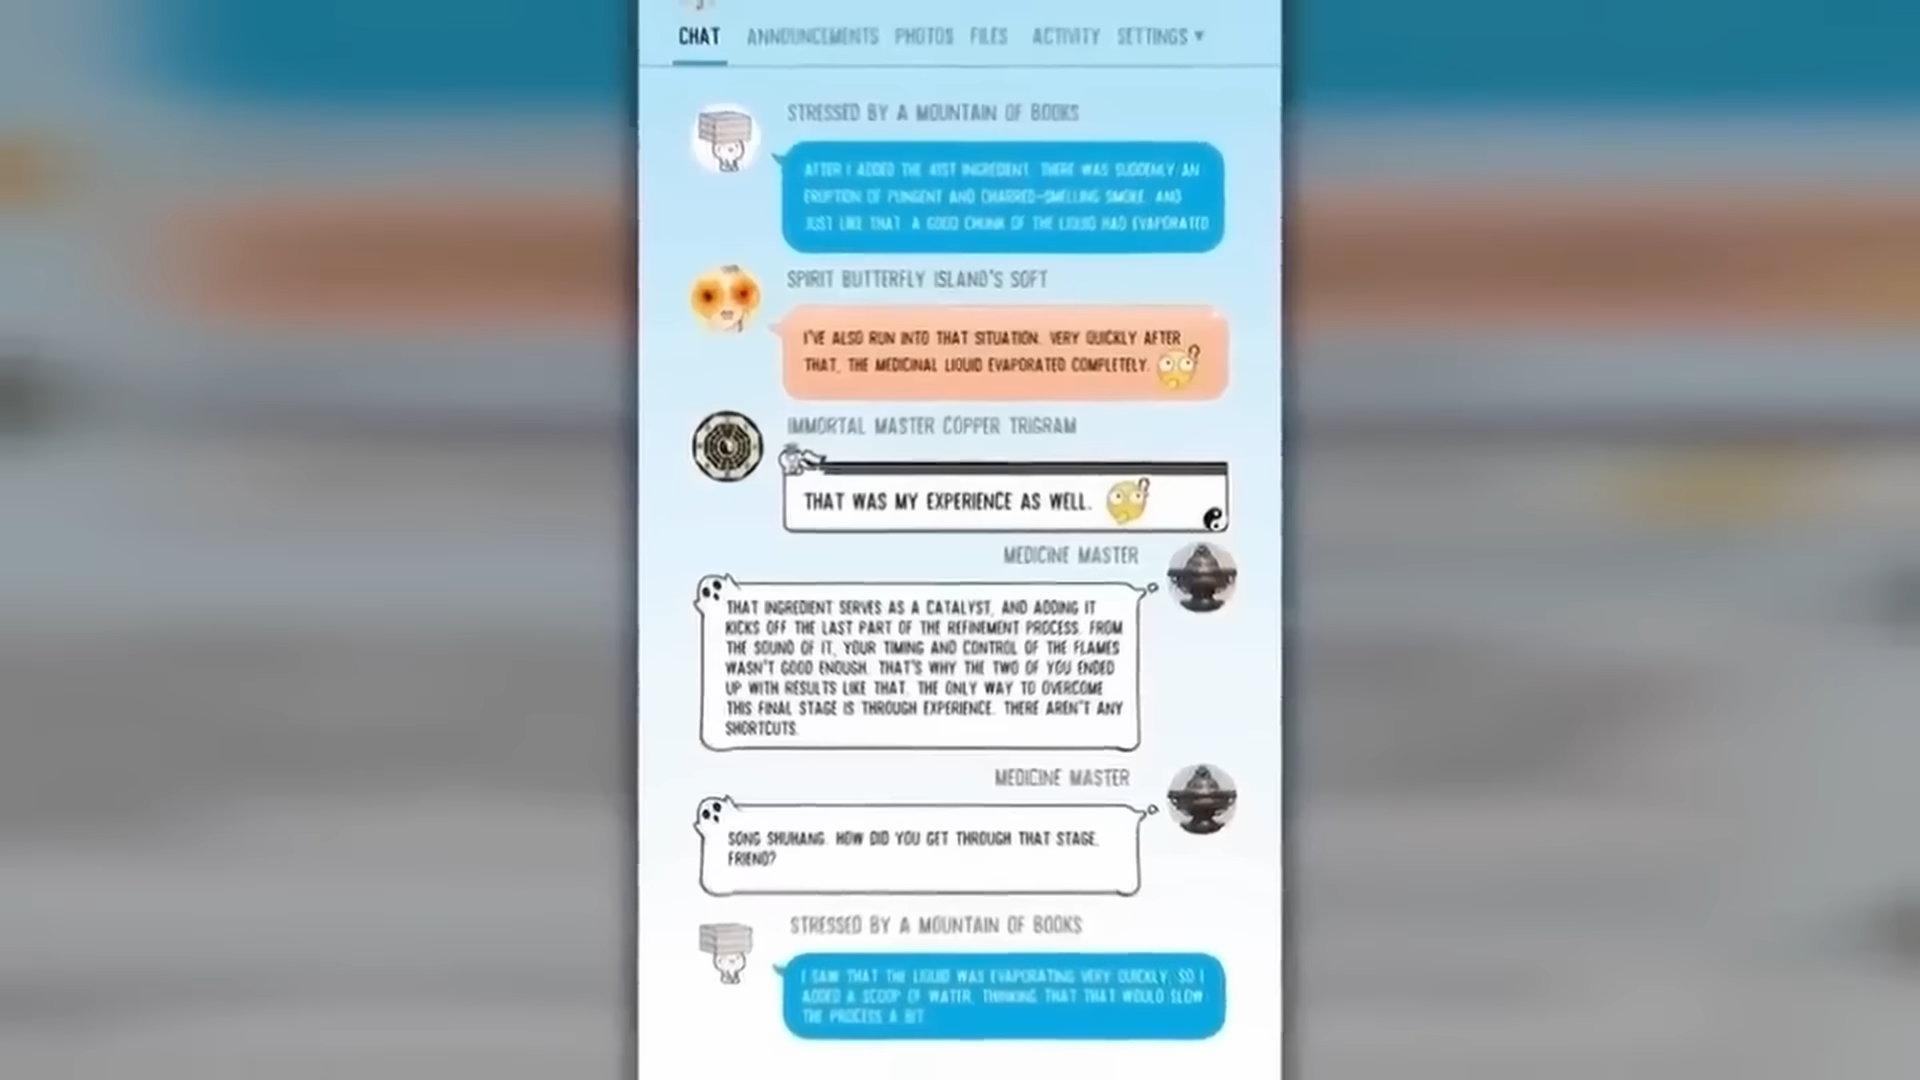 CHAT ANNOUNCEMENTS PHOTOS FILES ACTIVITY SETTINGS ▼
STRESSED BY A MOUNTAIN OF BOOKS
AFTER I ADDED THE 41ST INGREDIENT, THERE WAS SUDDENLY AN
ERUPTION OF PUNGENT AND CHARRED-SMELLING SMOKE. AND
JUST LIKE THAT, A GOOD CHUNK OF THE LIQUID HAD EVAPORATED
SPIRIT BUTTERFLY ISLAND'S SOFT
I'VE ALSO RUN INTO THAT SITUATION. VERY QUICKLY AFTER
THAT, THE MEDICINAL LIQUID EVAPORATED COMPLETELY.
IMMORTAL MASTER COPPER TRIGRAM
THAT WAS MY EXPERIENCE AS WELL.
MEDICINE MASTER
THAT INGREDIENT SERVES AS A CATALYST, AND ADDING IT
KICKS OFF THE LAST PART OF THE REFINEMENT PROCESS. FROM
THE SOUND OF IT, YOUR TIMING AND CONTROL OF THE FLAMES
WASN'T GOOD ENOUGH. THAT'S WHY THE TWO OF YOU ENDED
UP WITH RESULTS LIKE THAT. THE ONLY WAY TO OVERCOME
THIS FINAL STAGE IS THROUGH EXPERIENCE. THERE AREN'T ANY
SHORTCUTS.
MEDICINE MASTER
SONG SHUHANG. HOW DID YOU GET THROUGH THAT STAGE,
FRIEND?
STRESSED BY A MOUNTAIN OF BOOKS
I SAW THAT THE LIQUID WAS EVAPORATING VERY QUICKLY, SO I
ADDED A SCOOP OF WATER, THINKING THAT THAT WOULD SLOW
THE PROCESS A BIT.